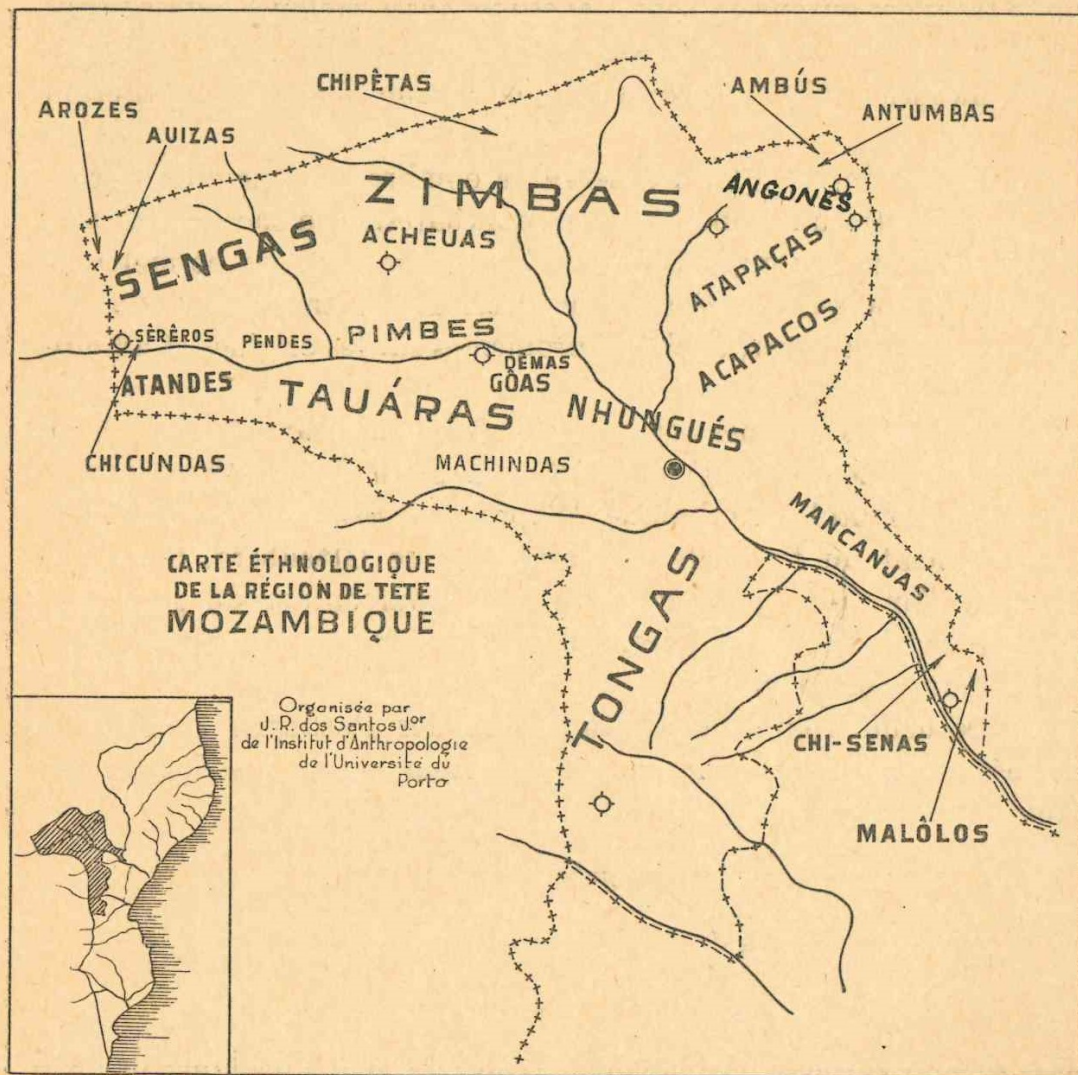 CHIPÊTAS
AMBÚS
AROZES
ANTUMBAS
AUIZAS
ZIMBAS
ANGONES
SENGAS
ACHEUAS
ATAPAÇAS
SÊRÊROS
PENDES
PIMBES
ACAPACOS
DÊMAS
GÔAS
ATANDES
TAUÁRAS
NHUNGUÉS
CHICUNDAS
MACHINDAS
MANCANJAS
CARTE ÉTHNOLOGIQUE
DE LA RÉGION DE TÊTE
MOZAMBIQUE
TONGAS
Organisée par
J.R. dos Santos J.or
de l'Institut d'Anthropologie
de l'Université du
Porto
CHI-SENAS
MALÔLOS